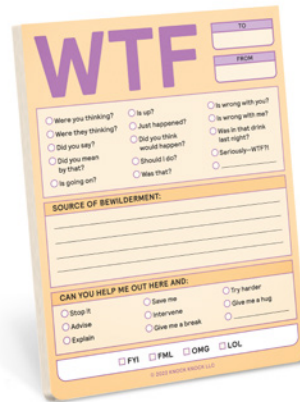 WTF
TO
FROM
Were you thinking?
Were they thinking?
Did you say?
Did you mean
by that?
Is going on?
Is up?
Just happened?
Did you think
would happen?
Should I do?
Was that?
Is wrong with you?
Is wrong with me?
Was in that drink
last night?
Seriously—WTF?!
SOURCE OF BEWILDERMENT:
CAN YOU HELP ME OUT HERE AND:
Stop it
Advise
Explain
Save me
Intervene
Give me a break
Try harder
Give me a hug
FYI FML OMG LOL
© 2023 KNOCK KNOCK LLC